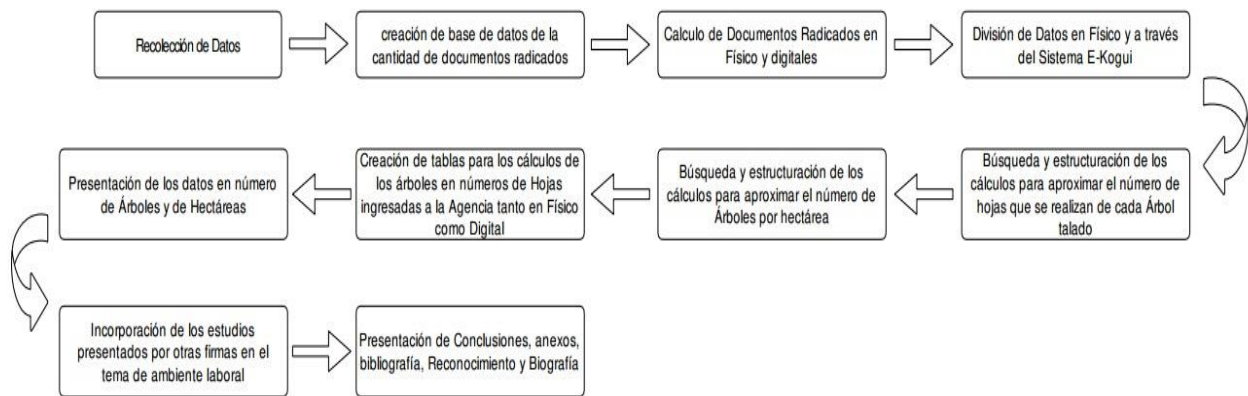 Recolección de Datos
creación de base de datos de la
cantidad de documentos radicados
Calculo de Documentos Radicados en
Físico y digitales
División de Datos en Físico y a través
del Sistema E-Kogui
Búsqueda y estructuración de los
cálculos para aproximar el número de
hojas que se realizan de cada Árbol
talado
Búsqueda y estructuración de los
cálculos para aproximar el número de
Árboles por hectárea
Creación de tablas para los cálculos de
los árboles en números de Hojas
ingresadas a la Agencia tanto en Físico
como Digital
Presentación de los datos en número
de Árboles y de Hectáreas
Incorporación de los estudios
presentados por otras firmas en el
tema de ambiente laboral
Presentación de Conclusiones, anexos,
bibliografía, Reconocimiento y Biografía